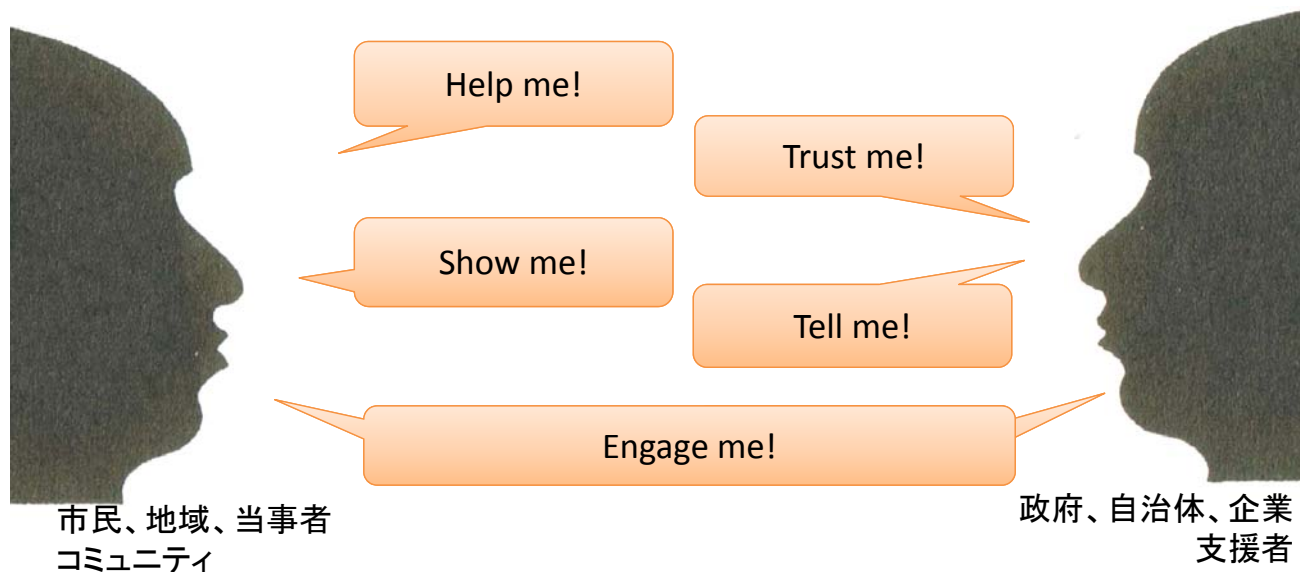 Help me!
Trust me!
Show me!
Tell me!
Engage me!
市民、地域、当事者
コミュニティ
政府、自治体、企業
支援者